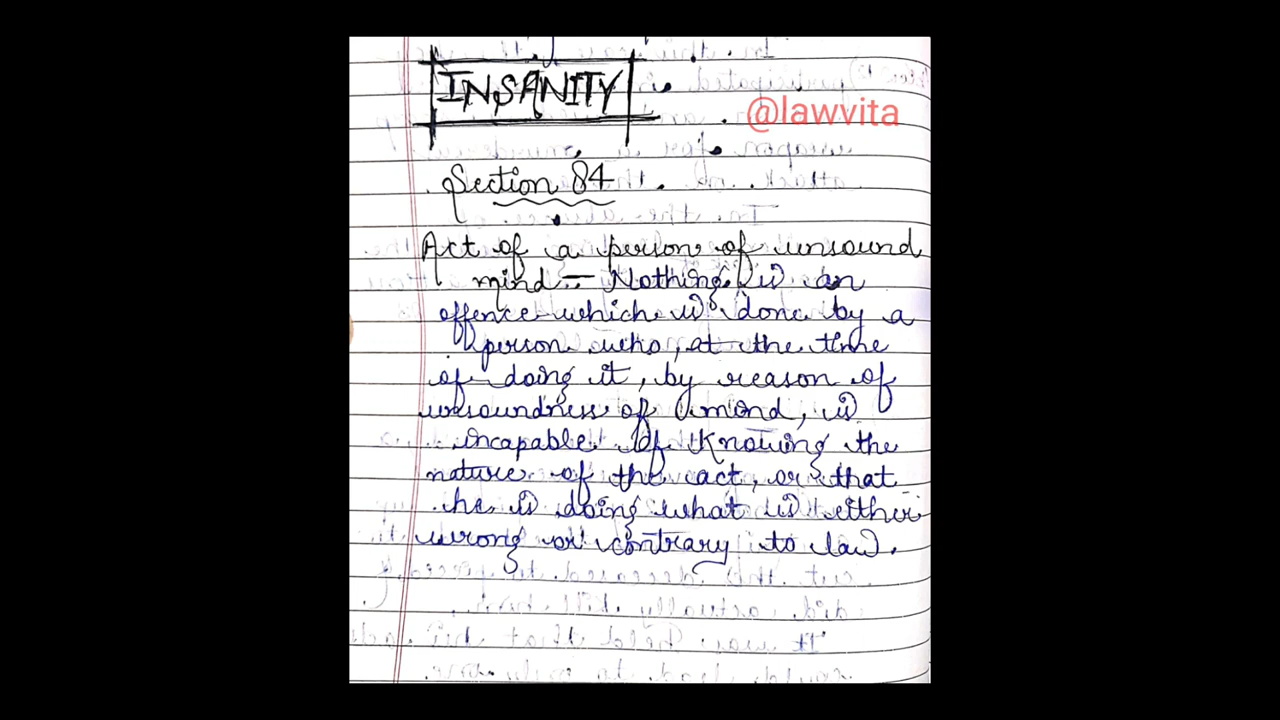 INSANITY
@lawvita
Section 84
Act of a person of unsound
mind - Nothing is an
offence which is done by a
person who, at the time
of doing it, by reason of
unsoundness of mind, is
incapable of Knowing the
nature of the act, or that
he is doing what is either
wrong or contrary to law.